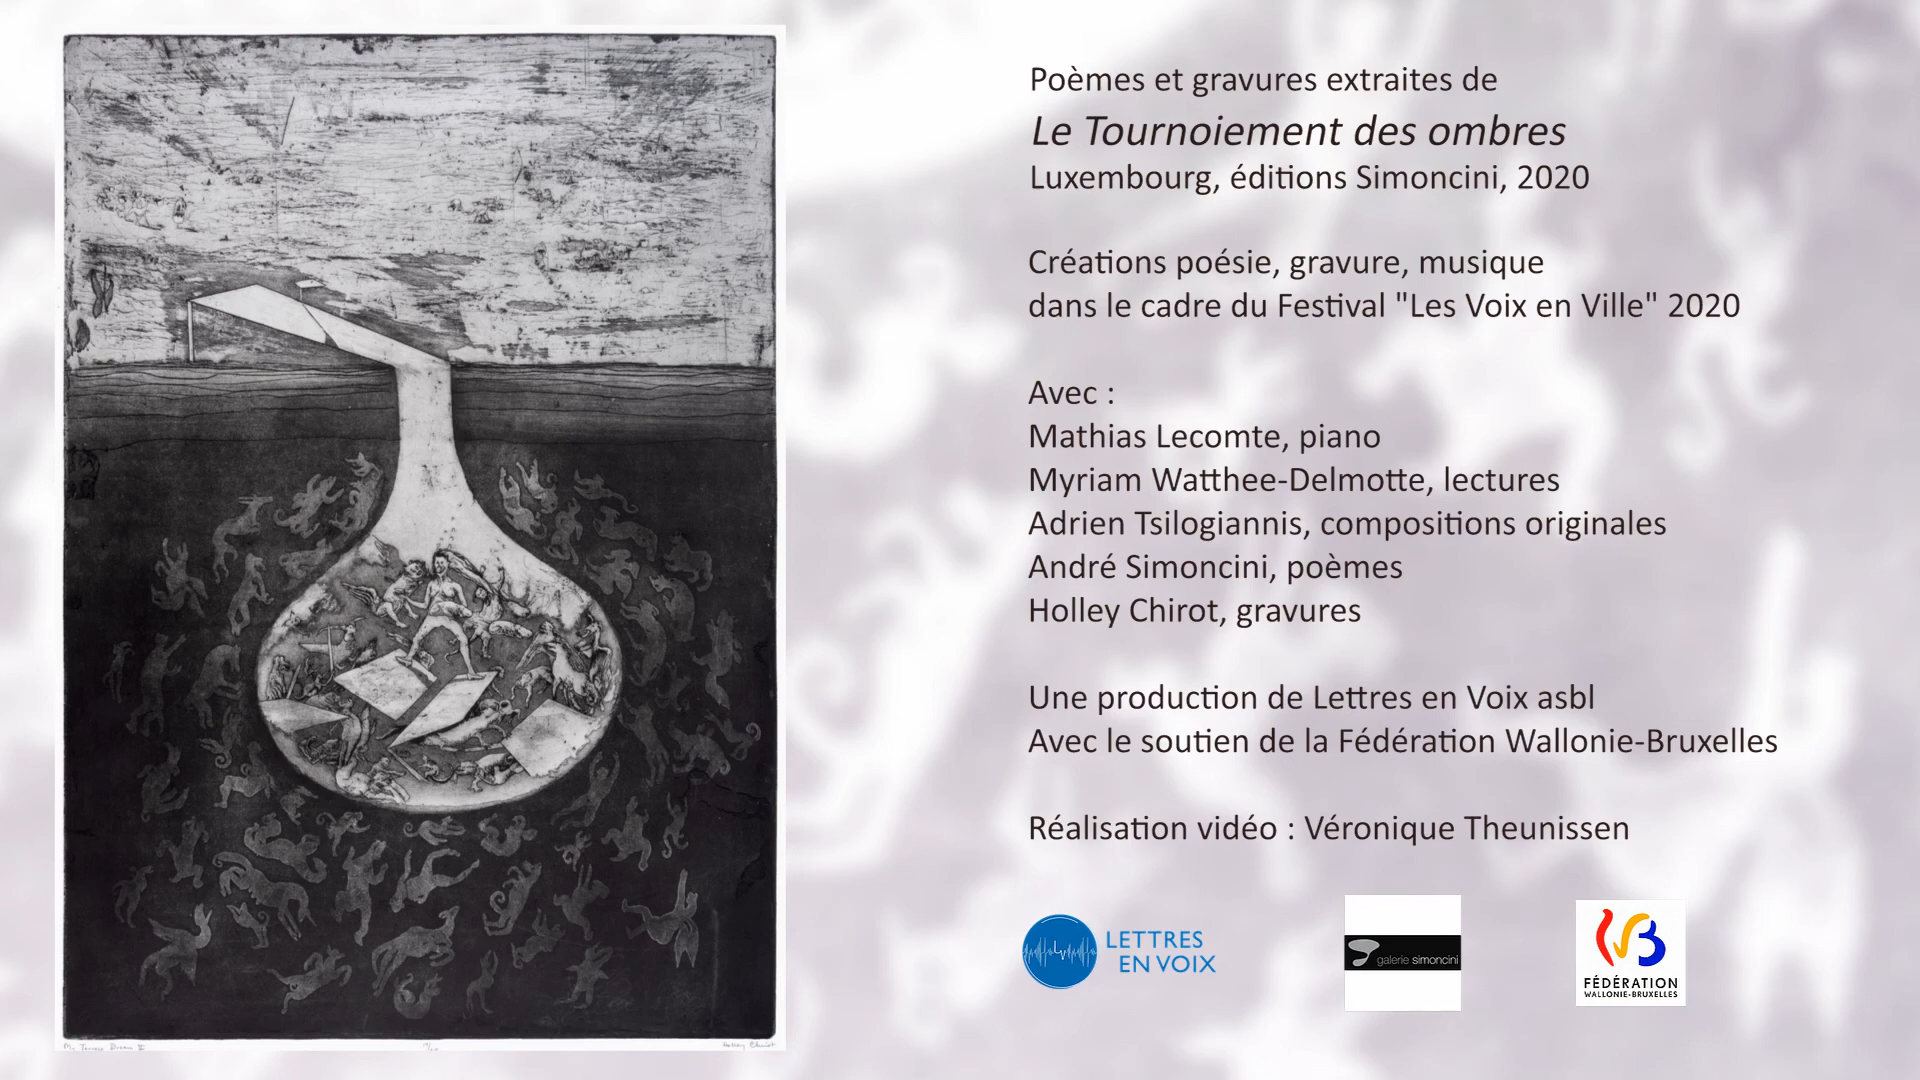 Poèmes et gravures extraites de
Le Tournoiement des ombres
Luxembourg, éditions Simoncini, 2020
Créations poésie, gravure, musique
dans le cadre du Festival "Les Voix en Ville" 2020
Avec :
Mathias Lecomte, piano
Myriam Watthee-Delmotte, lectures
Adrien Tsilogiannis, compositions originales
André Simoncini, poèmes
Holley Chirot, gravures
Une production de Lettres en Voix asbl
Avec le soutien de la Fédération Wallonie-Bruxelles
Réalisation vidéo : Véronique Theunissen
LETTRES
EN VOIX
galerie simoncini
FÉDÉRATION
WALLONIE-BRUXELLES
Holley Chirot